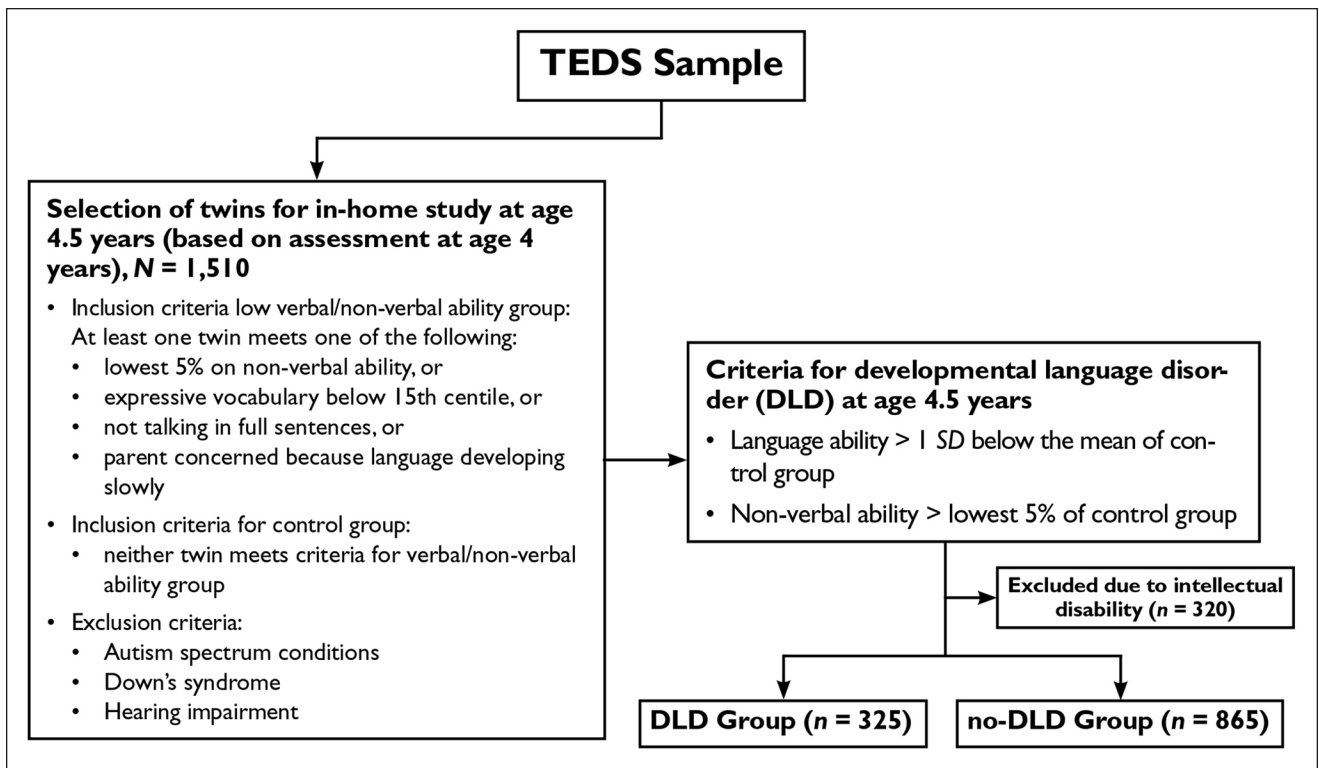 TEDS Sample
Selection of twins for in-home study at age
4.5 years (based on assessment at age 4
years), N = 1,510
• Inclusion criteria low verbal/non-verbal ability group:
At least one twin meets one of the following:
• lowest 5% on non-verbal ability, or
• expressive vocabulary below 15th centile, or
• not talking in full sentences, or
• parent concerned because language developing
slowly
• Inclusion criteria for control group:
• neither twin meets criteria for verbal/non-verbal
ability group
• Exclusion criteria:
• Autism spectrum conditions
• Down’s syndrome
• Hearing impairment
Criteria for developmental language disor-
der (DLD) at age 4.5 years
• Language ability > 1 SD below the mean of con-
trol group
• Non-verbal ability > lowest 5% of control group
Excluded due to intellectual
disability (n = 320)
DLD Group (n = 325)
no-DLD Group (n = 865)